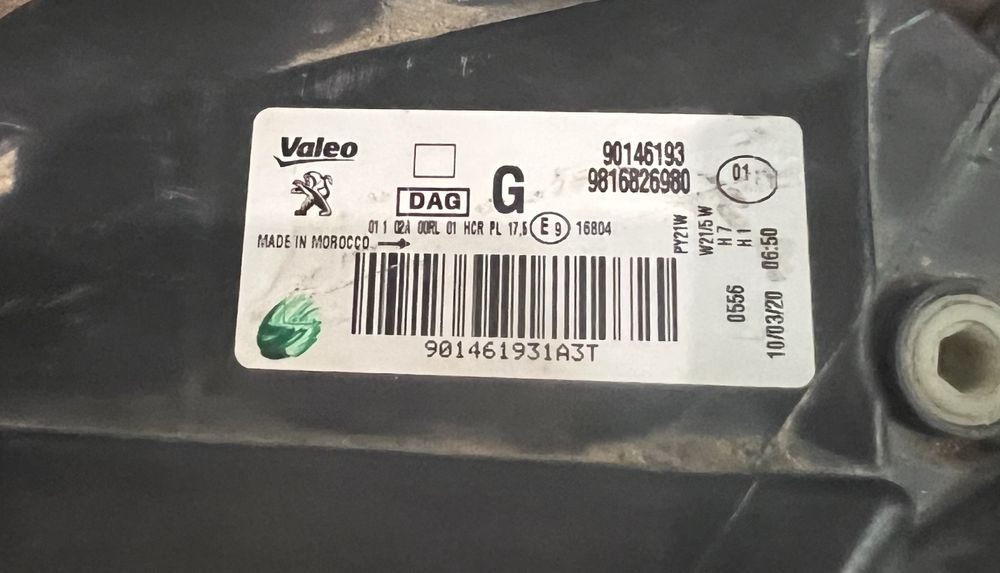 Valeo
90146193
9816826980
01
DAG
G
01 1 02A 00RL 01 HCR PL 17,5 E9 16804
MADE IN MOROCCO
PY21W
W21/5W
H7
H1
0556
10/03/20 06:50
901461931A3T